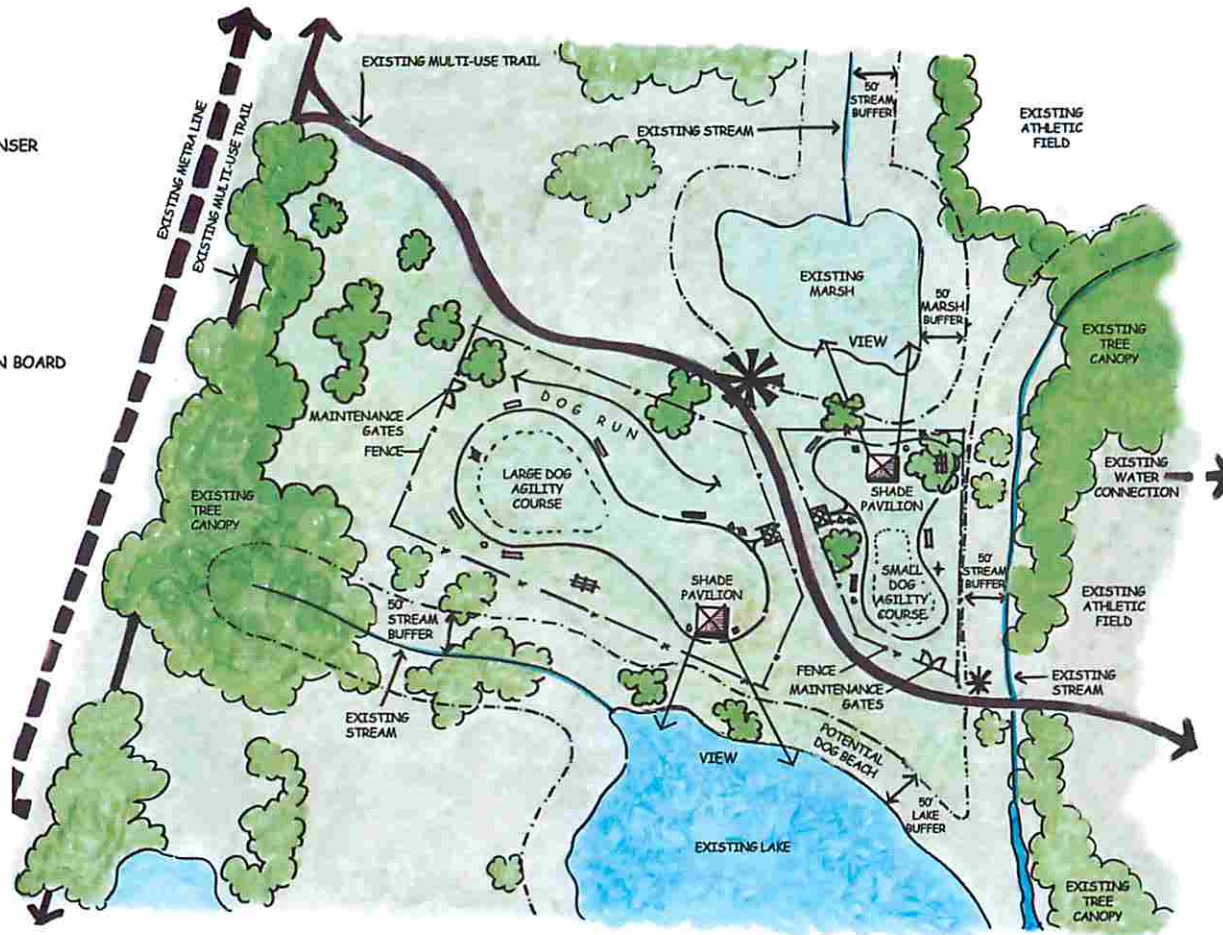 NSER
N BOARD
EXISTING METRA LINE
EXISTING MULTI-USE TRAIL
EXISTING MULTI-USE TRAIL
50'
STREAM
BUFFER
EXISTING STREAM
EXISTING
ATHLETIC
FIELD
EXISTING
MARSH
50'
MARSH
BUFFER
VIEW
EXISTING
TREE
CANOPY
MAINTENANCE
GATES
FENCE
DOG RUN
LARGE DOG
AGILITY
COURSE
EXISTING
TREE
CANOPY
SHADE
PAVILION
EXISTING
WATER
CONNECTION
SMALL
DOG
AGILITY
COURSE
50'
STREAM
BUFFER
SHADE
PAVILION
50'
STREAM
BUFFER
EXISTING
ATHLETIC
FIELD
FENCE
MAINTENANCE
GATES
EXISTING
STREAM
EXISTING
STREAM
VIEW
POTENTIAL
DOG BEACH
50'
LAKE
BUFFER
EXISTING LAKE
EXISTING
TREE
CANOPY